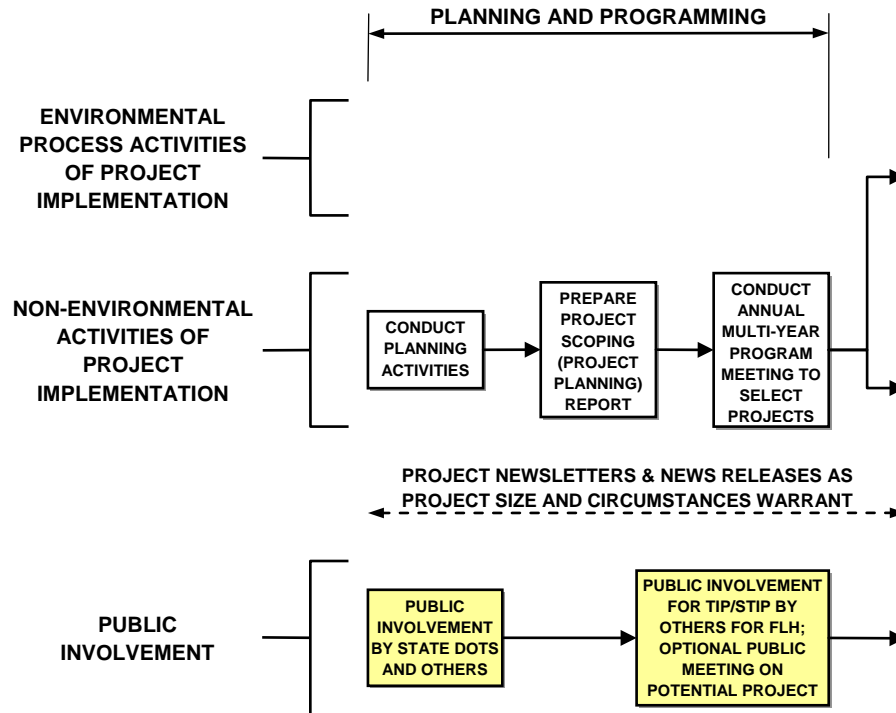 PLANNING AND PROGRAMMING
ENVIRONMENTAL
PROCESS ACTIVITIES
OF PROJECT
IMPLEMENTATION
NON-ENVIRONMENTAL
ACTIVITIES OF
PROJECT
IMPLEMENTATION
CONDUCT
PLANNING
ACTIVITIES
PREPARE
PROJECT
SCOPING
(PROJECT
PLANNING)
REPORT
CONDUCT
ANNUAL
MULTI-YEAR
PROGRAM
MEETING TO
SELECT
PROJECTS
PROJECT NEWSLETTERS & NEWS RELEASES AS
PROJECT SIZE AND CIRCUMSTANCES WARRANT
PUBLIC
INVOLVEMENT
PUBLIC
INVOLVEMENT
BY STATE DOTS
AND OTHERS
PUBLIC INVOLVEMENT
FOR TIP/STIP BY
OTHERS FOR FLH;
OPTIONAL PUBLIC
MEETING ON
POTENTIAL PROJECT